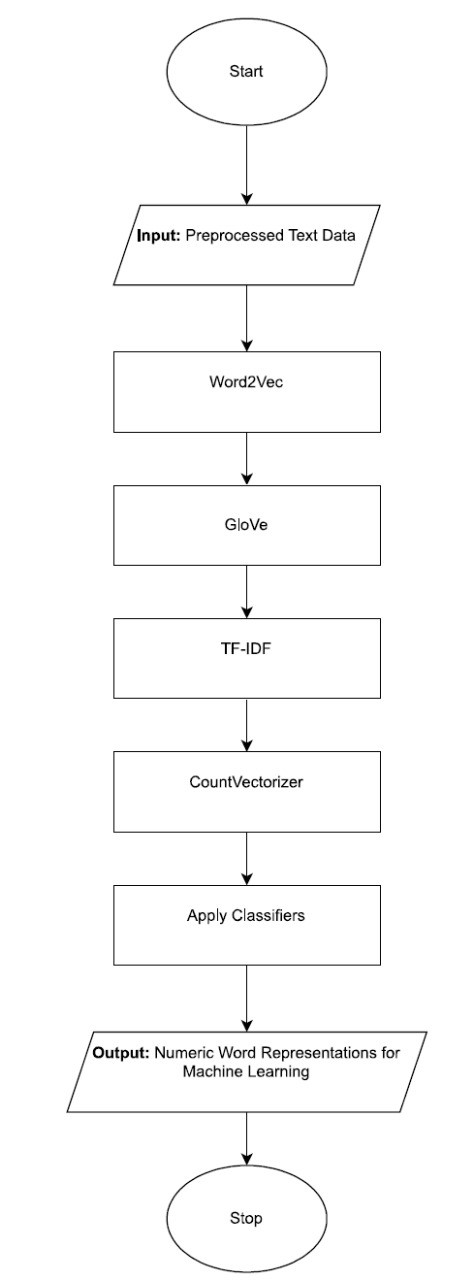 Start
Input: Preprocessed Text Data
Word2Vec
GloVe
TF-IDF
CountVectorizer
Apply Classifiers
Output: Numeric Word Representations for
Machine Learning
Stop